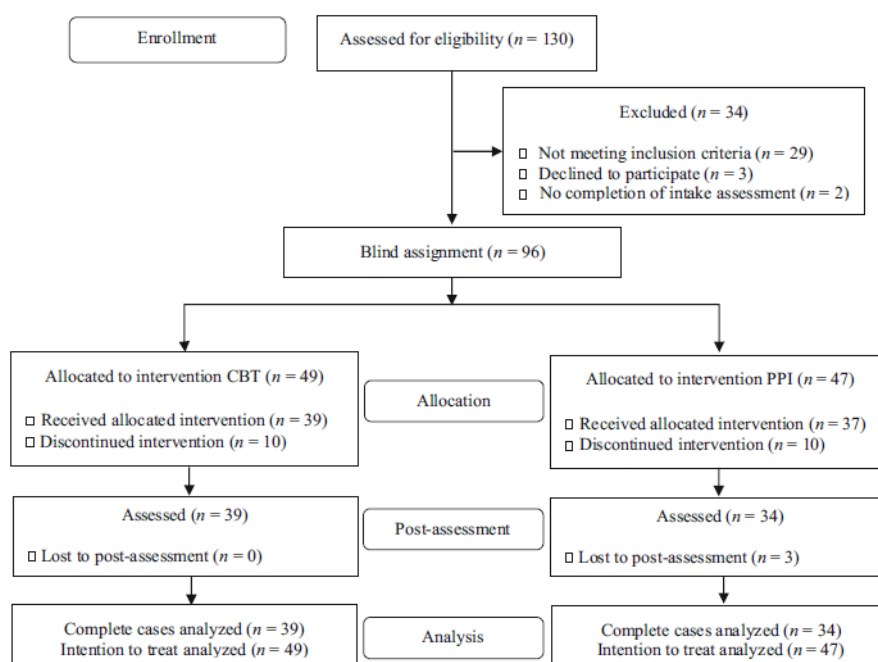 Enrollment
Assessed for eligibility (n = 130)
Excluded (n = 34)
▯ Not meeting inclusion criteria (n = 29)
▯ Declined to participate (n = 3)
▯ No completion of intake assessment (n = 2)
Blind assignment (n = 96)
Allocated to intervention CBT (n = 49)
▯ Received allocated intervention (n = 39)
▯ Discontinued intervention (n = 10)
Allocation
Allocated to intervention PPI (n = 47)
▯ Received allocated intervention (n = 37)
▯ Discontinued intervention (n = 10)
Assessed (n = 39)
▯ Lost to post-assessment (n = 0)
Post-assessment
Assessed (n = 34)
▯ Lost to post-assessment (n = 3)
Complete cases analyzed (n = 39)
Intention to treat analyzed (n = 49)
Analysis
Complete cases analyzed (n = 34)
Intention to treat analyzed (n = 47)